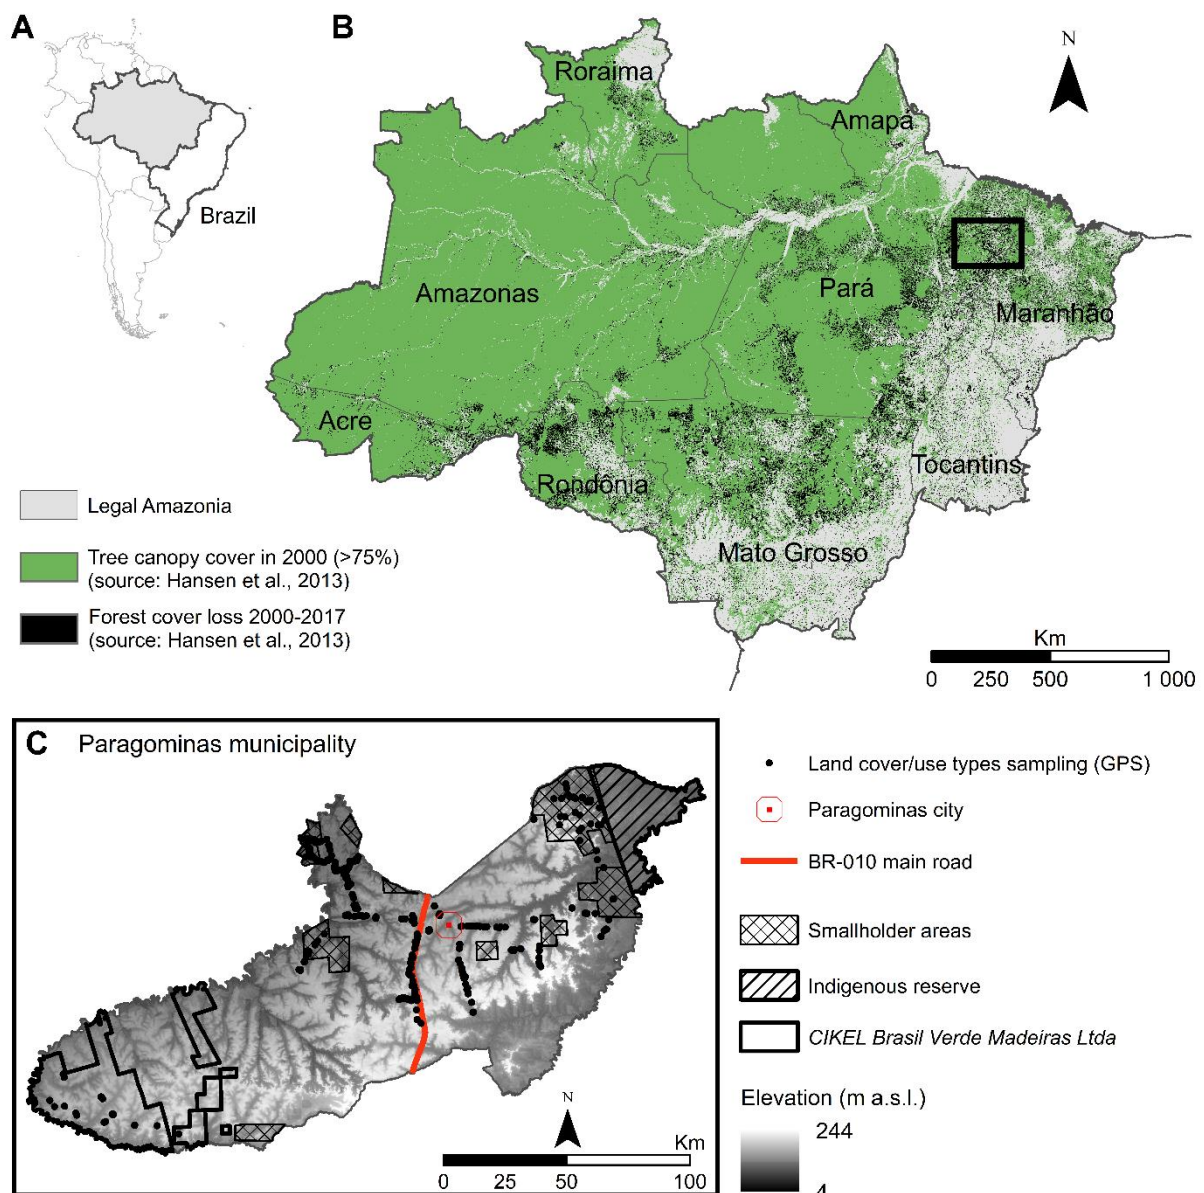 A
Brazil
B
N
Roraima
Amapá
Amazonas
Pará
Maranhão
Acre
Rondônia
Tocantins
Mato Grosso
Legal Amazonia
Tree canopy cover in 2000 (>75%)
(source: Hansen et al., 2013)
Forest cover loss 2000-2017
(source: Hansen et al., 2013)
Km
0 250 500 1 000
C Paragominas municipality
N
Km
0 25 50 100
Land cover/use types sampling (GPS)
Paragominas city
BR-010 main road
Smallholder areas
Indigenous reserve
CIKEL Brasil Verde Madeiras Ltda
Elevation (m a.s.l.)
244
4